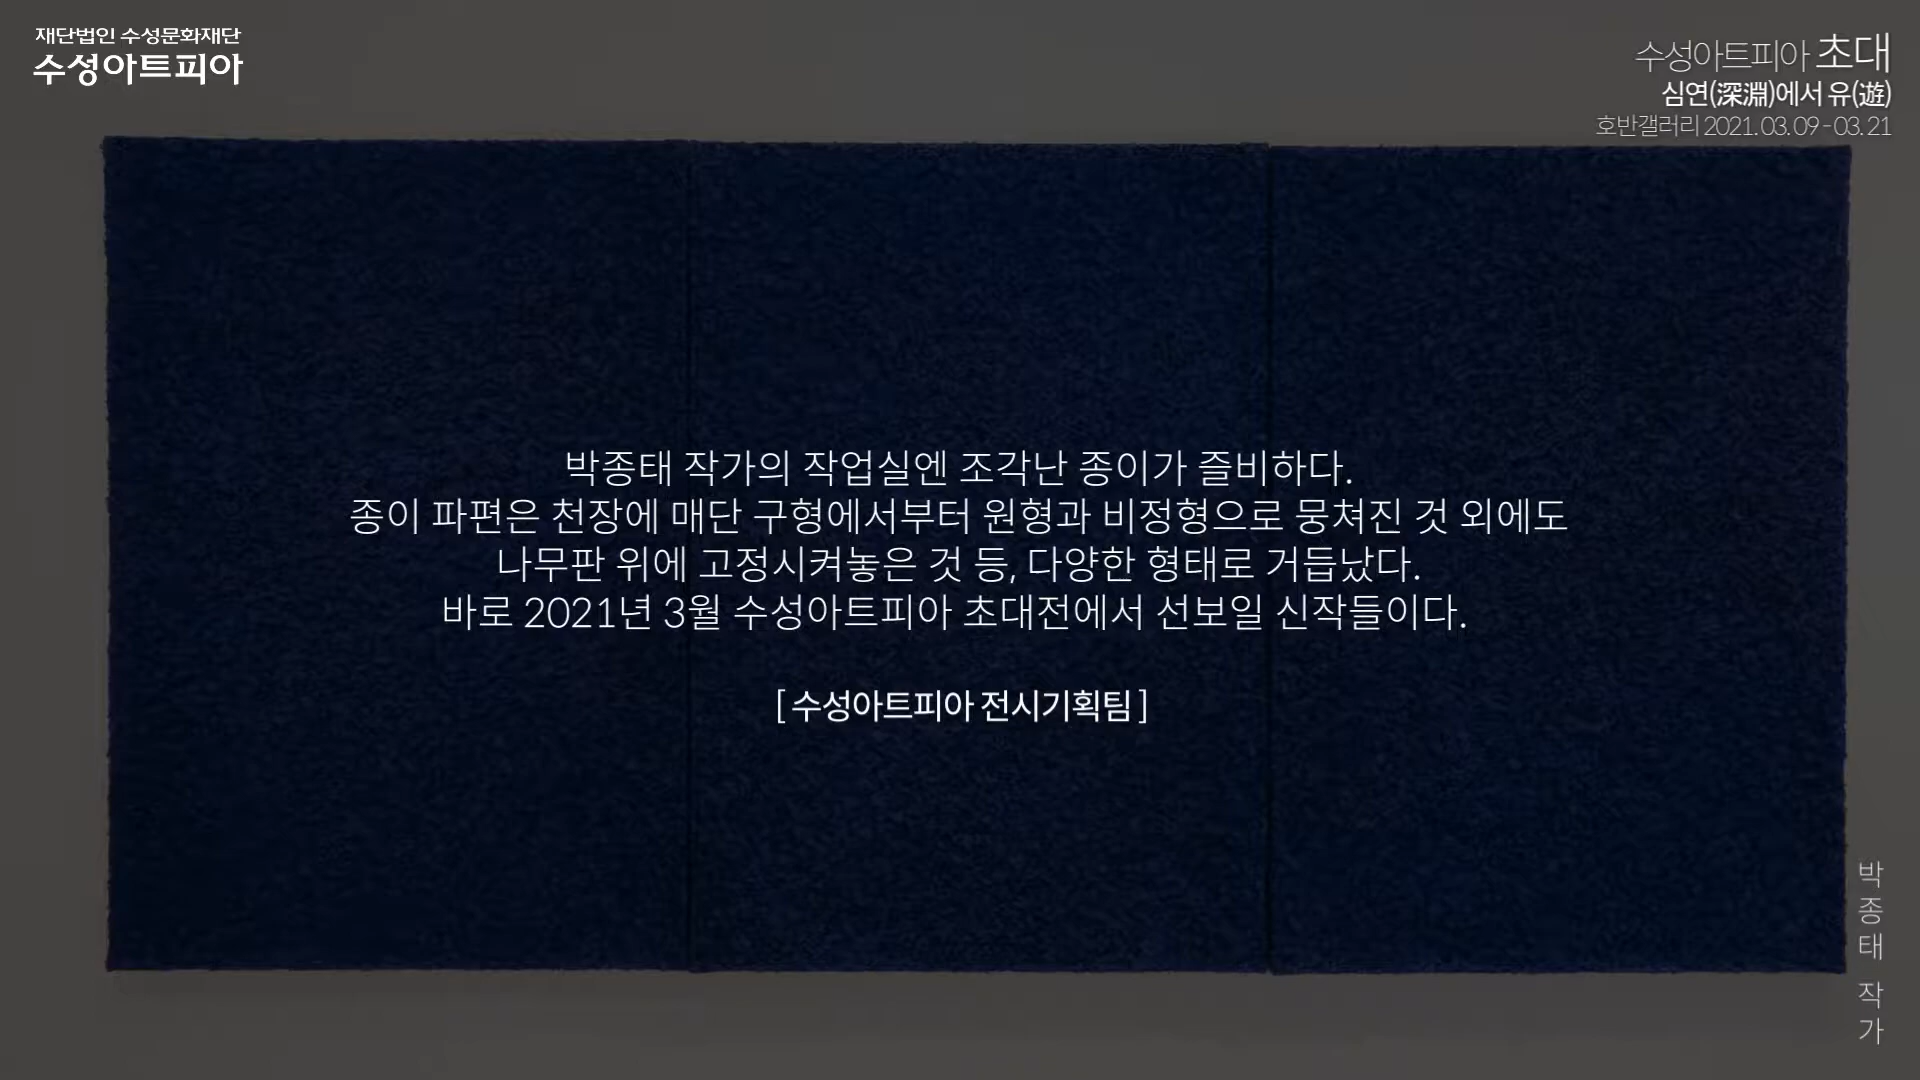 재단법인 수성문화재단
수성아트피아
수성아트피아 초대
심연(深淵)에서 유(遊)
호반갤러리 2021. 03. 09 - 03. 21
박종태 작가의 작업실엔 조각난 종이가 즐비하다.
종이 파편은 천장에 매단 구형에서부터 원형과 비정형으로 뭉쳐진 것 외에도
나무판 위에 고정시켜놓은 것 등, 다양한 형태로 거듭났다.
바로 2021년 3월 수성아트피아 초대전에서 선보일 신작들이다.
[ 수성아트피아 전시기획팀 ]
박종태 작가